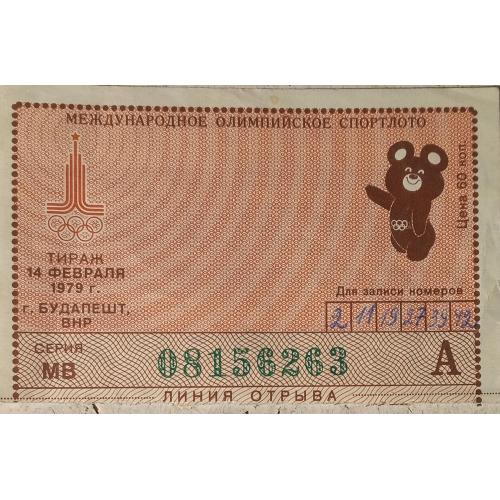 МЕЖДУНАРОДНОЕ ОЛИМПИЙСКОЕ СПОРТЛОТО
Цена 60 коп.
ТИРАЖ
14 ФЕВРАЛЯ
1979 г.
г. БУДАПЕШТ,
ВНР
Для записи номеров
2 11 19 27 39 42
СЕРИЯ
МВ
08156263
А
ЛИНИЯ ОТРЫВА